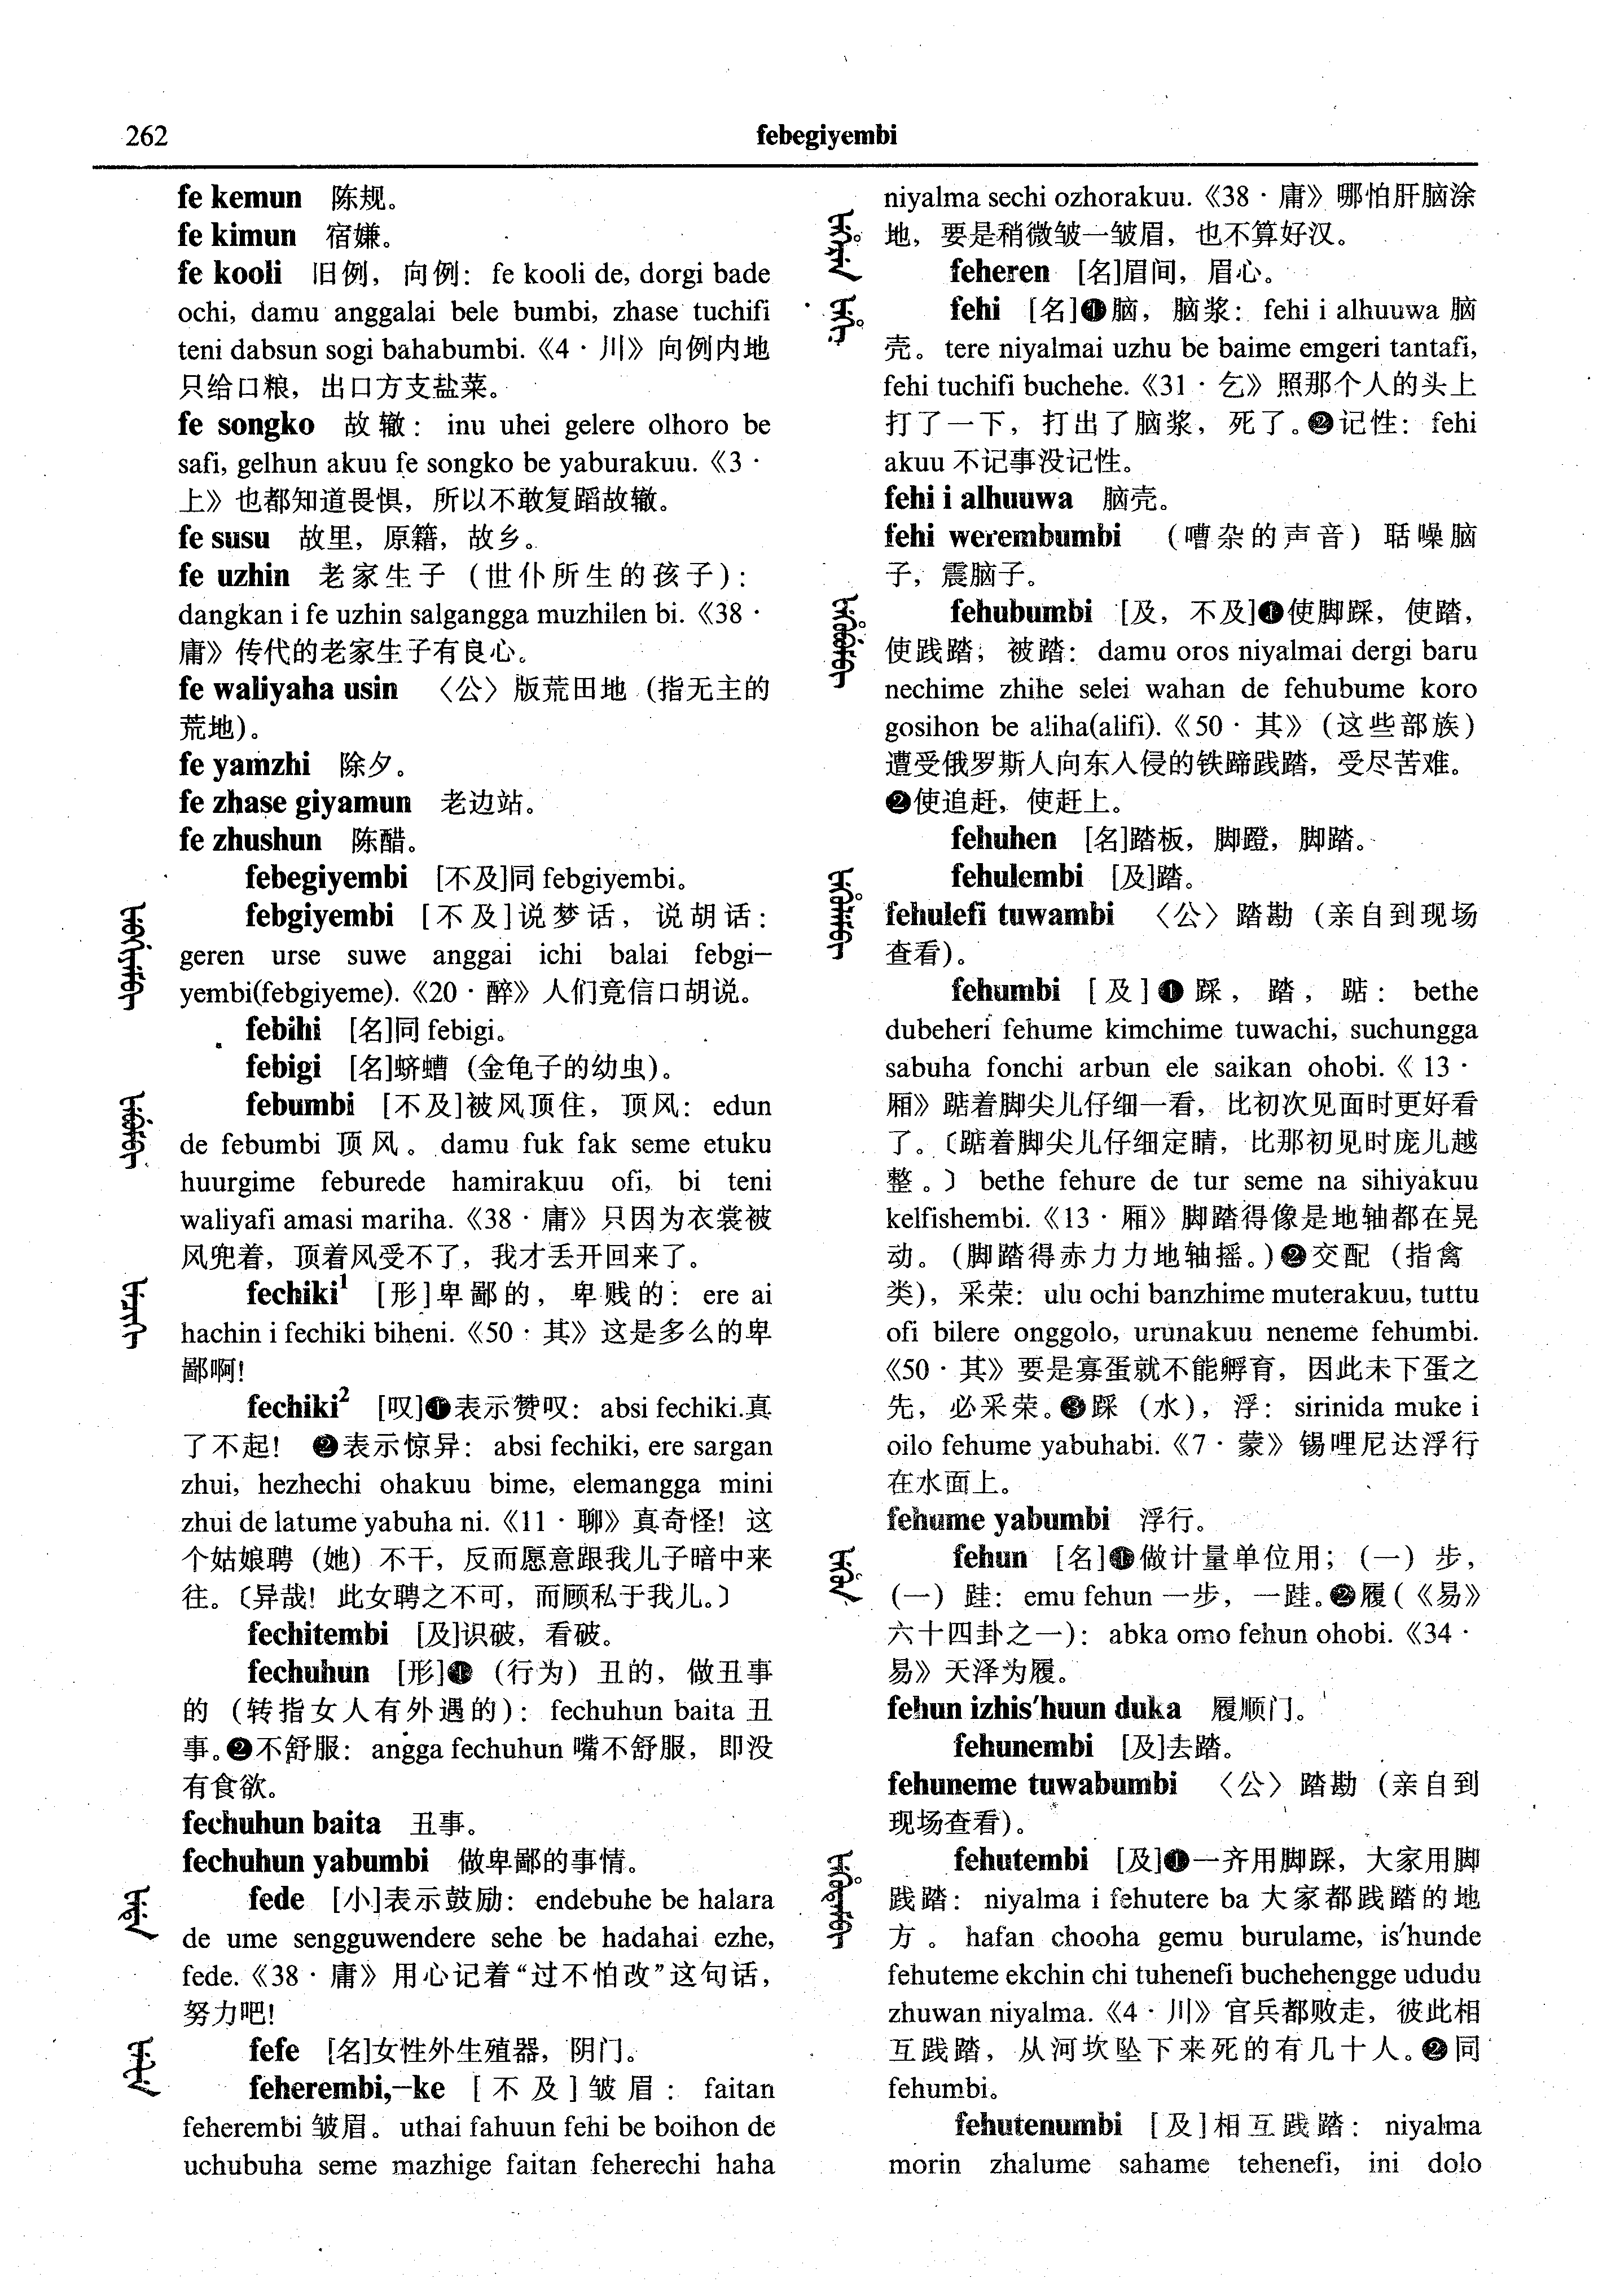 262
febegiyembi
fe kemun 陈规。
fe kimun 宿嫌。
fe kooli 旧例，向例：fe kooli de, dorgi bade
ochi, damu anggalai bele bumbi, zhase tuchifi
teni dabsun sogi bahabumbi.《4·川》向例内地
只给口粮，出口方支盐菜。
fe songko 故辙：inu uhei gelere olhoro be
safi, gelhun akuu fe songko be yaburakuu.《3·
上》也都知道畏惧，所以不敢复蹈故辙。
fe susu 故里，原籍，故乡。
fe uzhin 老家生子（世仆所生的孩子）：
dangkan i fe uzhin salgangga muzhilen bi.《38·
庸》传代的老家生子有良心。
fe waliyaha usin 〈公〉版荒田地（指无主的
荒地）。
fe yamzhi 除夕。
fe zhase giyamun 老边站。
fe zhushun 陈醋。
febegiyembi [不及]同 febgiyembi。
febgiyembi [不及]说梦话，说胡话：
geren urse suwe anggai ichi balai febgi-
yembi(febgiyeme).《20·醉》人们竟信口胡说。
febihi [名]同 febigi。
febigi [名]蛴螬（金龟子的幼虫）。
febumbi [不及]被风顶住，顶风：edun
de febumbi 顶风。damu fuk fak seme etuku
huurgime feburede hamirakuu ofi, bi teni
waliyafi amasi mariha.《38·庸》只因为衣裳被
风兜着，顶着风受不了，我才丢开回来了。
fechiki¹ [形]卑鄙的，卑贱的：ere ai
hachin i fechiki biheni.《50·其》这是多么的卑
鄙啊！
fechiki² [叹]❶表示赞叹：absi fechiki.真
了不起！ ❷表示惊异：absi fechiki, ere sargan
zhui, hezhechi ohakuu bime, elemangga mini
zhui de latume yabuha ni.《11·聊》真奇怪！这
个姑娘聘（她）不干，反而愿意跟我儿子暗中来
往。〔异哉！此女聘之不可，而顾私于我儿。〕
fechitembi [及]识破，看破。
fechuhun [形]❶（行为）丑的，做丑事
的（转指女人有外遇的）：fechuhun baita 丑
事。❷不舒服：angga fechuhun 嘴不舒服，即没
有食欲。
fechuhun baita 丑事。
fechuhun yabumbi 做卑鄙的事情。
fede [小]表示鼓励：endebuhe be halara
de ume sengguwendere sehe be hadahai ezhe,
fede.《38·庸》用心记着“过不怕改”这句话，
努力吧！
fefe [名]女性外生殖器，阴门。
feherembi,-ke [不及]皱眉：faitan
feherembi 皱眉。uthai fahuun fehi be boihon de
uchubuha seme mazhige faitan feherechi haha
niyalma sechi ozhorakuu.《38·庸》哪怕肝脑涂
地，要是稍微皱一皱眉，也不算好汉。
feheren [名]眉间，眉心。
fehi [名]❶脑，脑浆：fehi i alhuuwa 脑
壳。tere niyalmai uzhu be baime emgeri tantafi,
fehi tuchifi buchehe.《31·乞》照那个人的头上
打了一下，打出了脑浆，死了。❷记性：fehi
akuu 不记事没记性。
fehi i alhuuwa 脑壳。
fehi werembumbi （嘈杂的声音）聒噪脑
子，震脑子。
fehubumbi [及，不及]❶使脚踩，使踏，
使践踏；被踏：damu oros niyalmai dergi baru
nechime zhihe selei wahan de fehubume koro
gosihon be aliha(alifi).《50·其》（这些部族）
遭受俄罗斯人向东入侵的铁蹄践踏，受尽苦难。
❷使追赶，使赶上。
fehuhen [名]踏板，脚蹬，脚踏。
fehulembi [及]踏。
fehulefi tuwambi 〈公〉踏勘（亲自到现场
查看）。
fehumbi [及]❶踩，踏，踮：bethe
dubeheri fehume kimchime tuwachi, suchungga
sabuha fonchi arbun ele saikan ohobi.《13·
厢》踮着脚尖儿仔细一看，比初次见面时更好看
了。〔踮着脚尖儿仔细定睛，比那初见时庞儿越
整。〕bethe fehure de tur seme na sihiyakuu
kelfishembi.《13·厢》脚踏得像是地轴都在晃
动。（脚踏得赤力力地轴摇。）❷交配（指禽
类），采荣：ulu ochi banzhime muterakuu, tuttu
ofi bilere onggolo, urunakuu neneme fehumbi.
《50·其》要是寡蛋就不能孵育，因此未下蛋之
先，必采荣。❸踩（水），浮：sirinida muke i
oilo fehume yabuhabi.《7·蒙》锡哩尼达浮行
在水面上。
fehume yabumbi 浮行。
fehun [名]❶做计量单位用；（一）步，
（一）跬：emu fehun 一步，一跬。❷履（《易》
六十四卦之一）：abka omo fehun ohobi.《34·
易》天泽为履。
fehun izhis'huun duka 履顺门。
fehunembi [及]去踏。
fehuneme tuwabumbi 〈公〉踏勘（亲自到
现场查看）。
fehutembi [及]❶一齐用脚踩，大家用脚
践踏：niyalma i fehutere ba 大家都践踏的地
方。hafan chooha gemu burulame, is'hunde
fehuteme ekchin chi tuhenefi buchehengge ududu
zhuwan niyalma.《4·川》官兵都败走，彼此相
互践踏，从河坎坠下来死的有几十人。❷同
fehumbi。
fehutenumbi [及]相互践踏：niyalma
morin zhalume sahame tehenefi, ini dolo